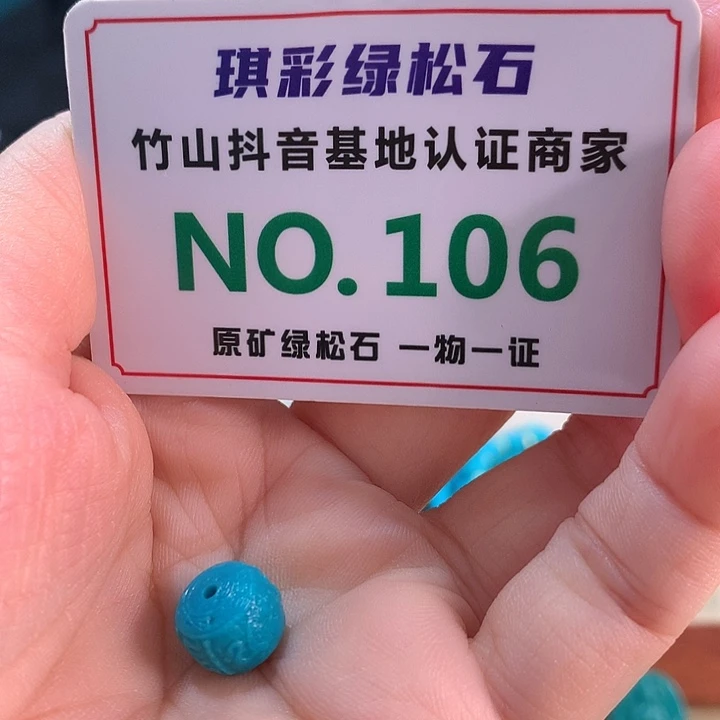 琪彩绿松石
竹山抖音基地认证商家
NO.106
原矿绿松石 一物一证